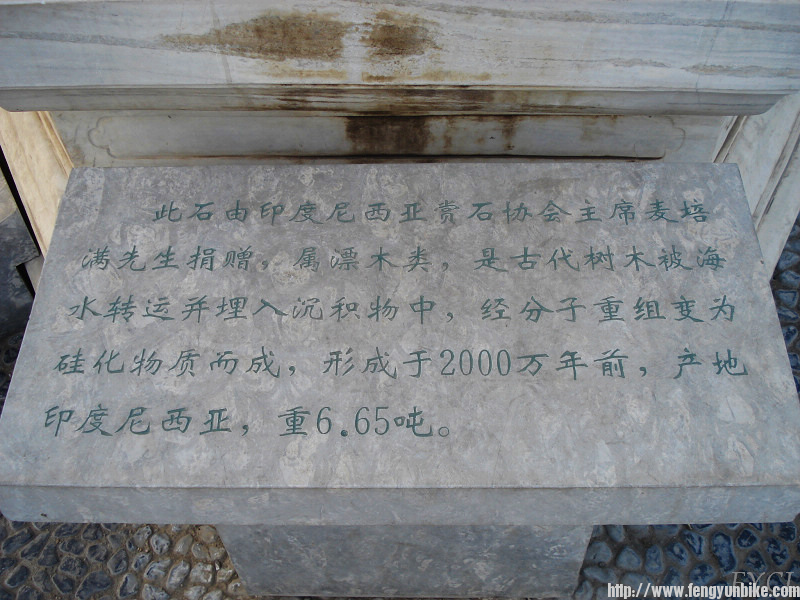 此石由印度尼西亚赏石协会主席麦培
满先生捐赠。属漂木类，是古代树木被海
水转运并埋入沉积物中，经分子重组变为
硅化物质而成，形成于2000万年前，产地
印度尼西亚，重6.65吨。
FYCL
http://www.fengyunbike.com/